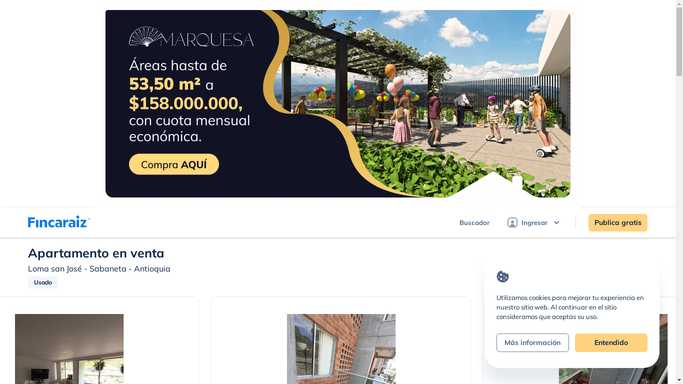 MARQUESA
Áreas hasta de
53,50 m² a
$158.000.000,
con cuota mensual
económica.
Compra AQUÍ
Fincaraiz
Buscador
Ingresar
Publica gratis
Apartamento en venta
Loma san José - Sabaneta - Antioquia
Usado
Utilizamos cookies para mejorar tu experiencia en
nuestro sitio web. Al continuar en el sitio
consideramos que aceptas su uso.
Más información
Entendido